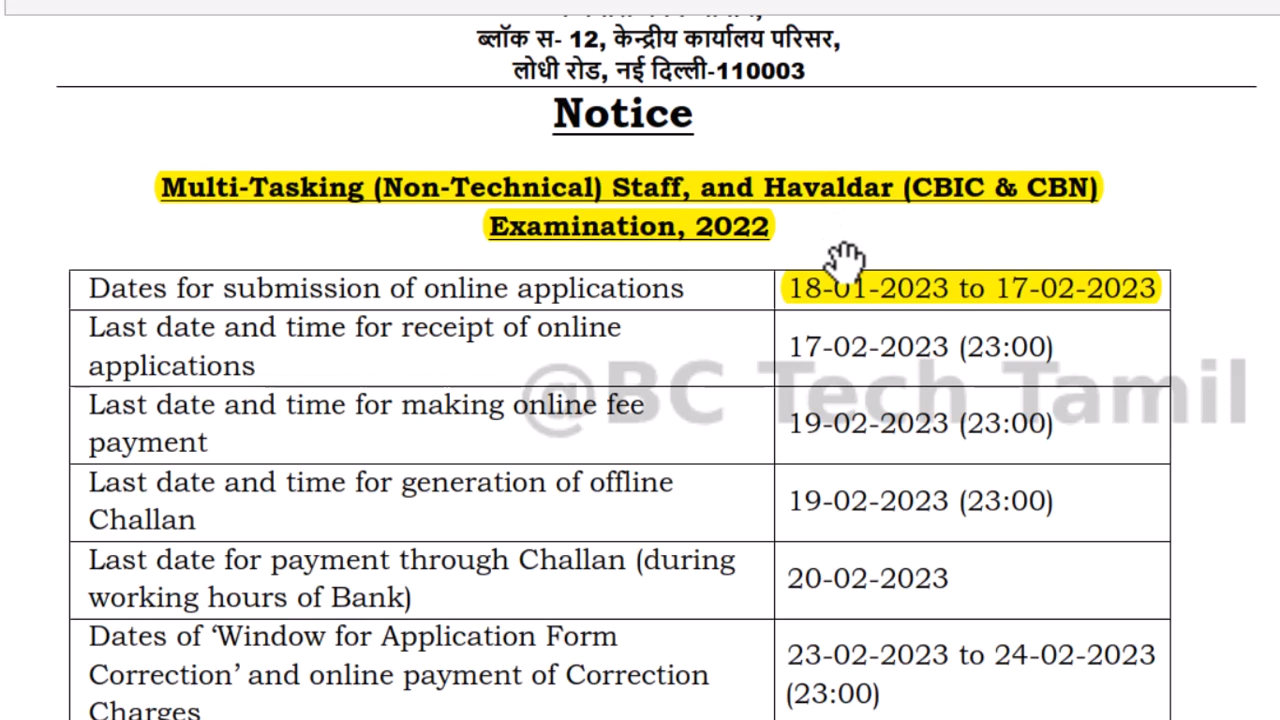 ब्लॉक स- 12, केन्द्रीय कार्यालय परिसर,
लोधी रोड, नई दिल्ली-110003
Notice
Multi-Tasking (Non-Technical) Staff, and Havaldar (CBIC & CBN)
Examination, 2022
Dates for submission of online applications
18-01-2023 to 17-02-2023
Last date and time for receipt of online
applications
17-02-2023 (23:00)
@BC Tech Tamil
Last date and time for making online fee
payment
19-02-2023 (23:00)
Last date and time for generation of offline
Challan
19-02-2023 (23:00)
Last date for payment through Challan (during
working hours of Bank)
20-02-2023
Dates of ‘Window for Application Form
Correction’ and online payment of Correction
Charges
23-02-2023 to 24-02-2023
(23:00)